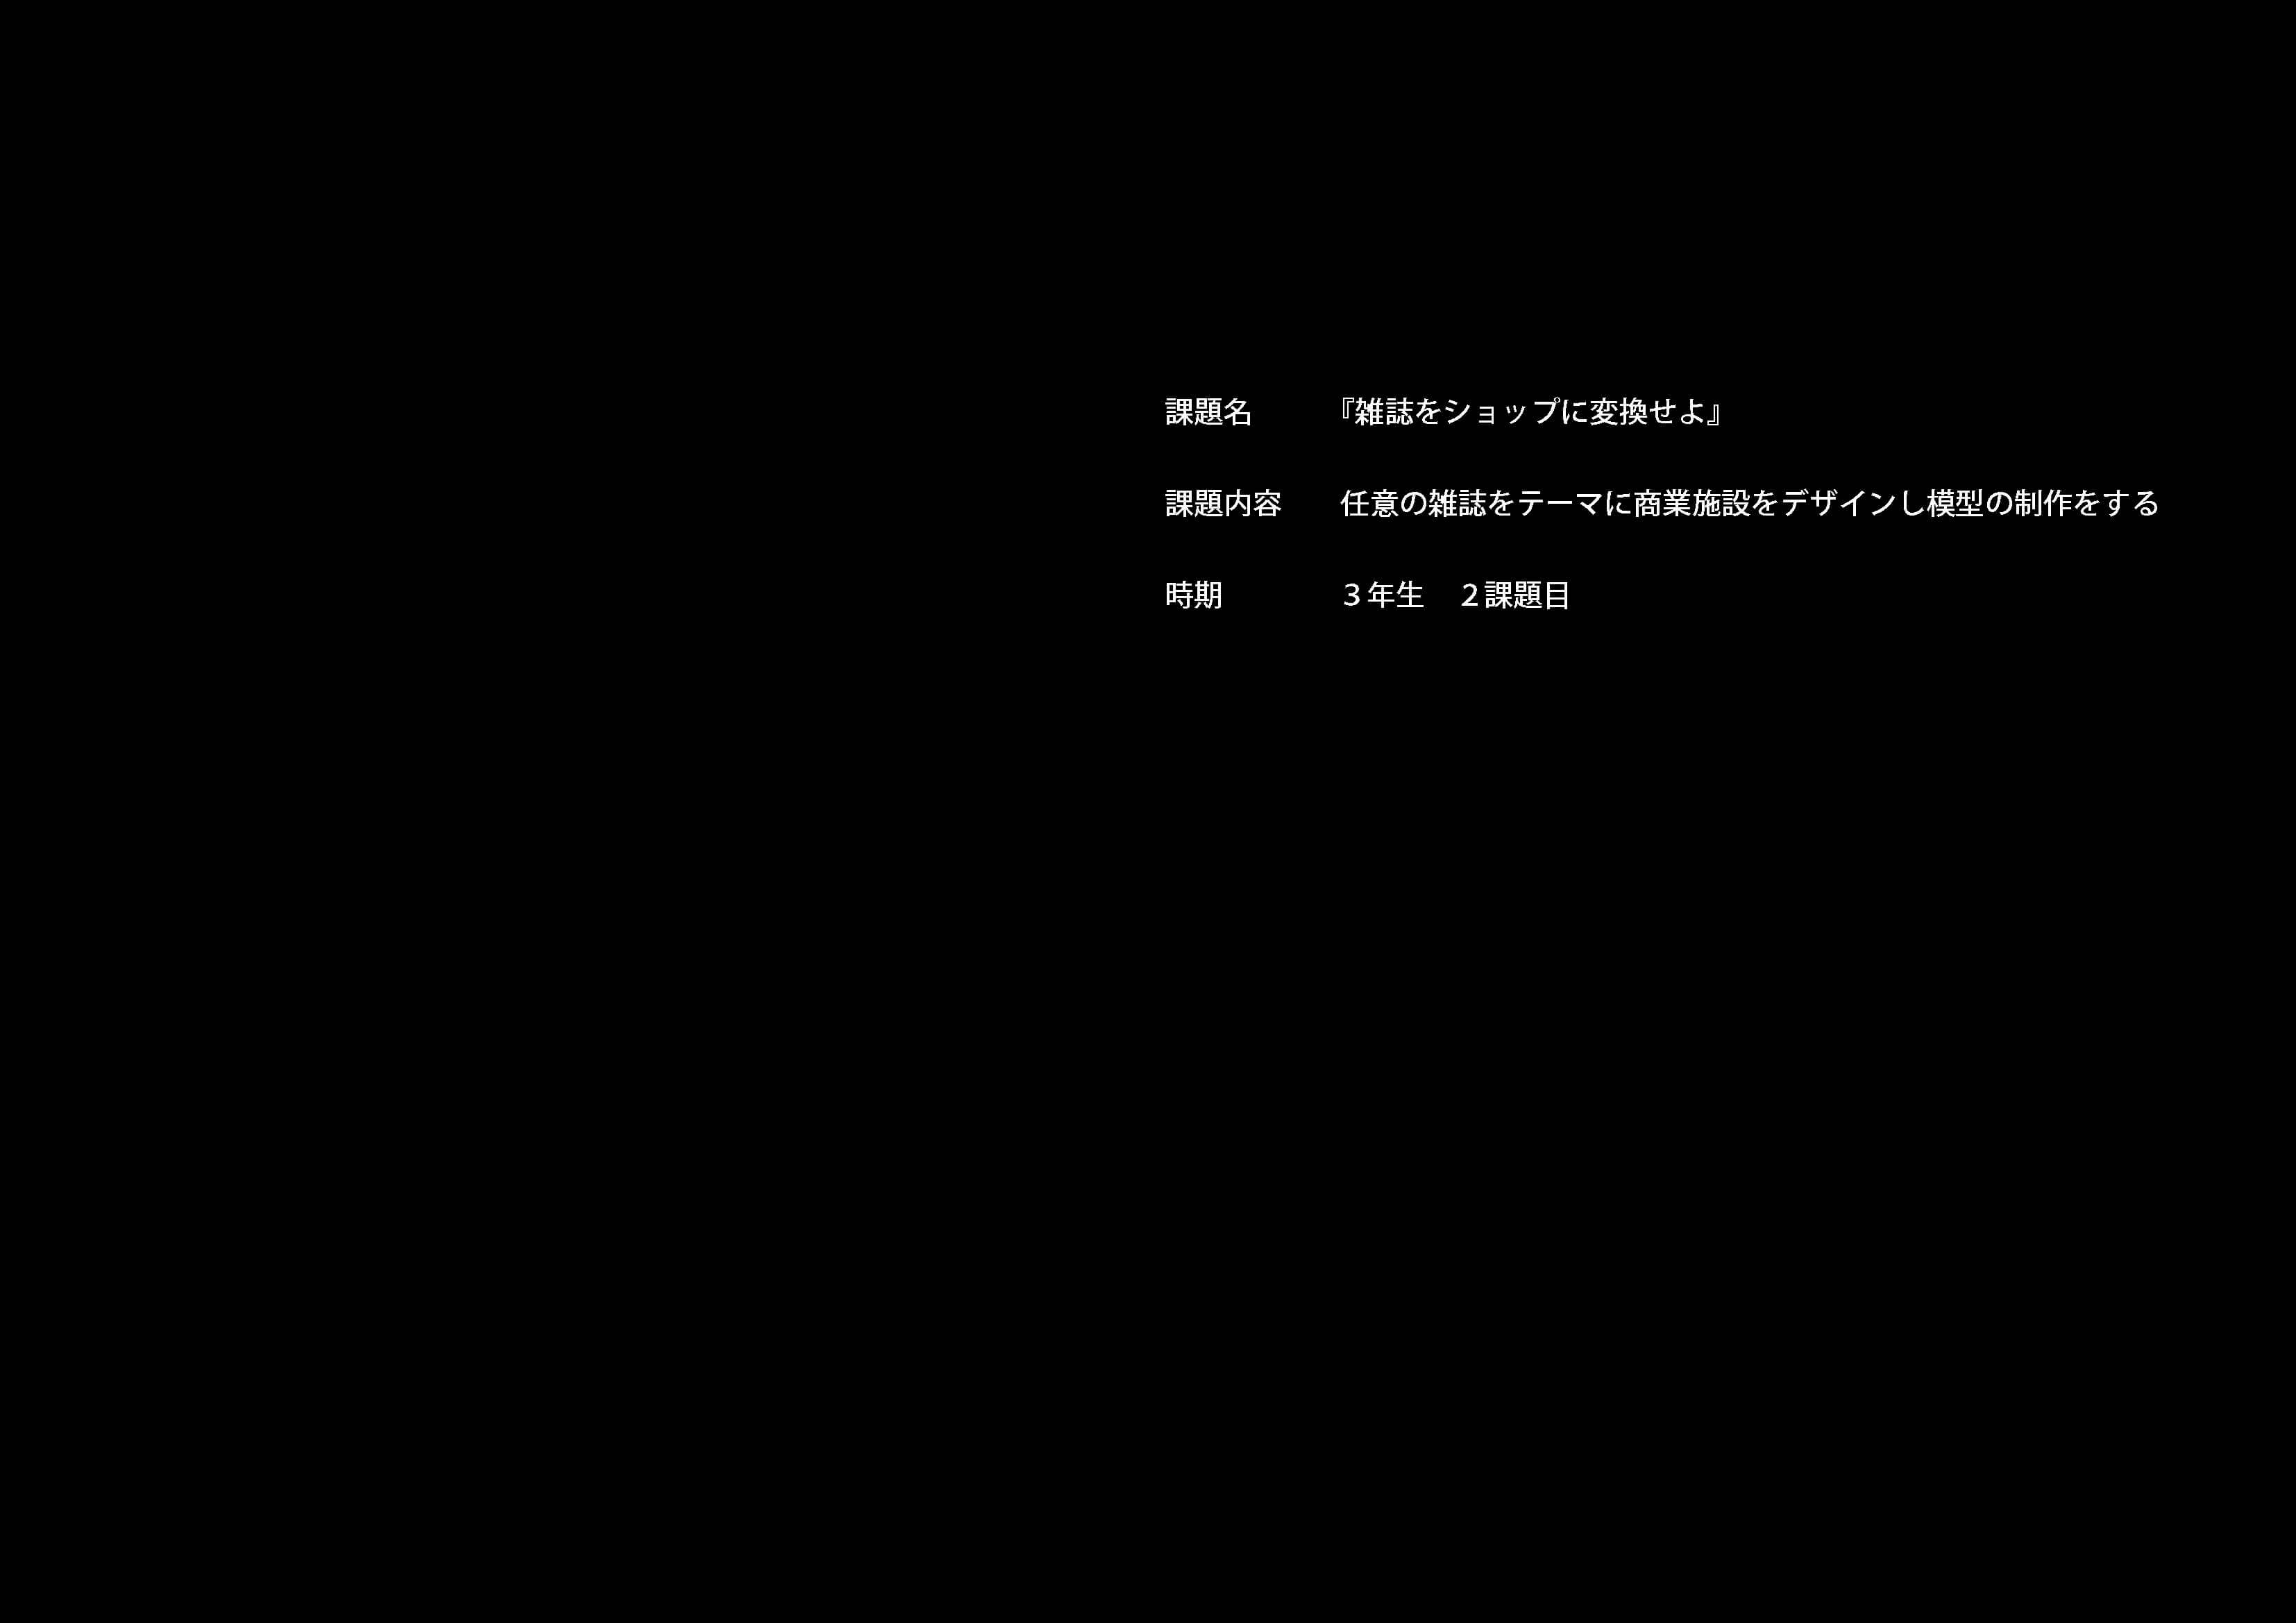 課題名　　　『雑誌をショップに変換せよ』
課題内容　　任意の雑誌をテーマに商業施設をデザインし模型の制作をする
時期　　　　３年生　２課題目